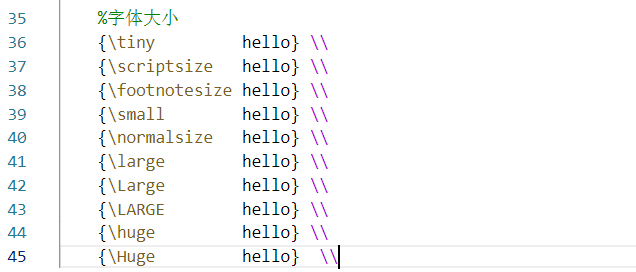 35 %字体大小
36 {\tiny         hello} \\
37 {\scriptsize   hello} \\
38 {\footnotesize hello} \\
39 {\small        hello} \\
40 {\normalsize   hello} \\
41 {\large        hello} \\
42 {\Large        hello} \\
43 {\LARGE        hello} \\
44 {\huge         hello} \\
45 {\Huge         hello}  \\